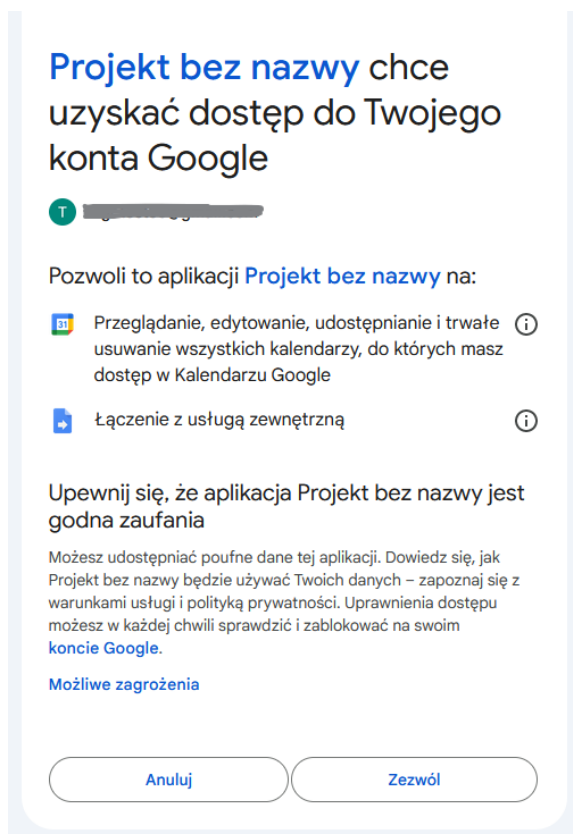 Projekt bez nazwy chce
uzyskać dostęp do Twojego
konta Google
T
Pozwoli to aplikacji Projekt bez nazwy na:
31
Przeglądanie, edytowanie, udostępnianie i trwałe
usuwanie wszystkich kalendarzy, do których masz
dostęp w Kalendarzu Google
Łączenie z usługą zewnętrzną
Upewnij się, że aplikacja Projekt bez nazwy jest
godna zaufania
Możesz udostępniać poufne dane tej aplikacji. Dowiedz się, jak
Projekt bez nazwy będzie używać Twoich danych – zapoznaj się z
warunkami usługi i polityką prywatności. Uprawnienia dostępu
możesz w każdej chwili sprawdzić i zablokować na swoim
koncie Google.
Możliwe zagrożenia
Anuluj
Zezwól